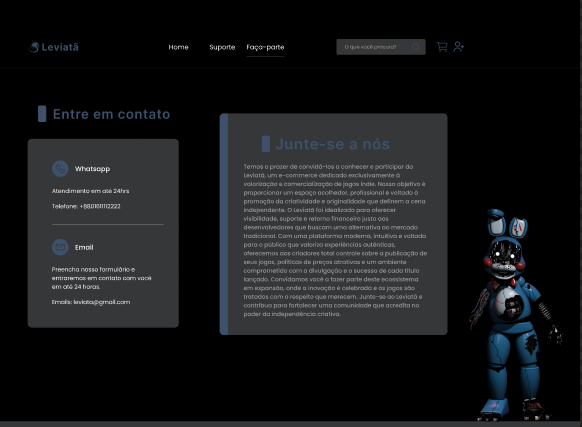 Leviatã
Home Suporte Faça-parte
O que você procura?
Entre em contato
Whatsapp
Atendimento em até 24hrs
Telefone: +8801611112222
Email
Preencha nosso formulário e
entraremos em contato com você
em até 24 horas.
Emails: leviata@gmail.com
Junte-se a nós
Temos o prazer de convidá-los a conhecer e participar do
Leviatã, um e-commerce dedicado exclusivamente à
valorização e comercialização de jogos indie. Nosso objetivo é
proporcionar um espaço acolhedor, profissional e voltado à
promoção da criatividade e originalidade que definem a cena
independente. O Leviatã foi idealizado para oferecer
visibilidade, suporte e retorno financeiro justo aos
desenvolvedores que buscam uma alternativa ao mercado
tradicional. Com uma plataforma moderna, intuitiva e voltada
para o público que valoriza experiências autênticas,
oferecemos aos criadores total controle sobre a publicação de
seus jogos, políticas de preços atrativas e um ambiente
comprometido com a divulgação e o sucesso de cada título
lançado. Convidamos você a fazer parte deste ecossistema
em expansão, onde a inovação é celebrada e os jogos são
tratados com o respeito que merecem. Junte-se ao Leviatã e
contribua para fortalecer uma comunidade que acredita no
poder da independência criativa.